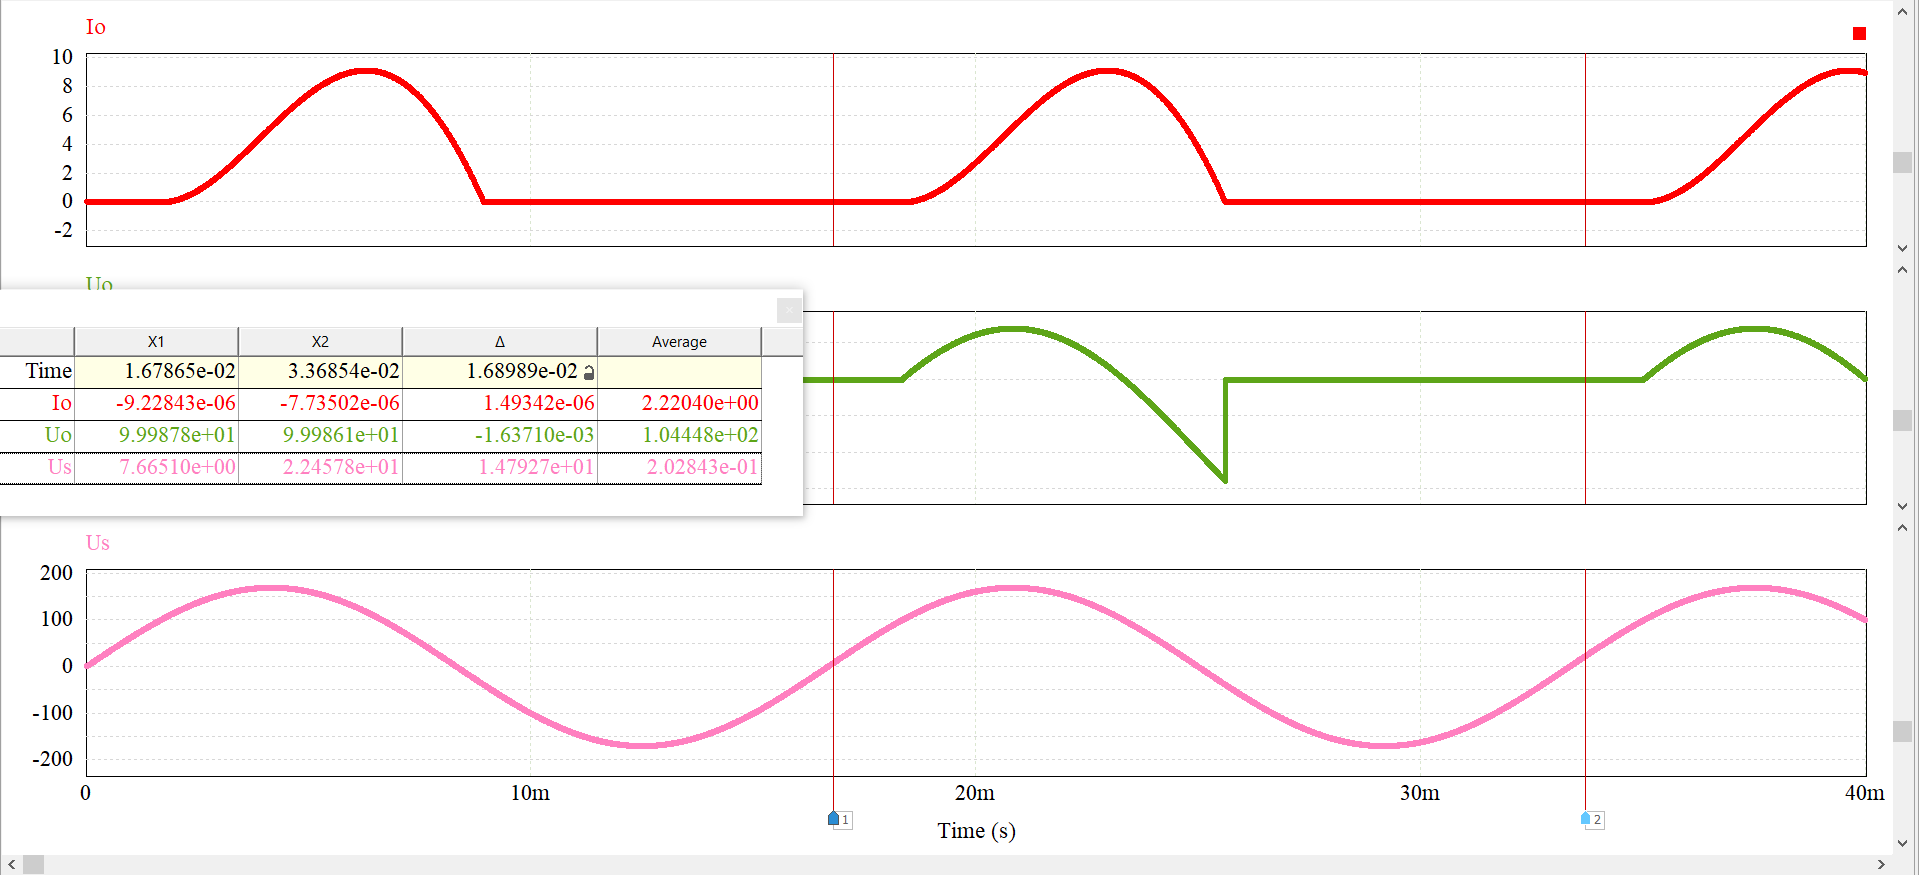 Io
10
8
6
4
2
0
-2
Uo
X1 X2 Δ Average
Time 1.67865e-02 3.36854e-02 1.68989e-02
Io -9.22843e-06 -7.73502e-06 1.49342e-06 2.22040e+00
Uo 9.99878e+01 9.99861e+01 -1.63710e-03 1.04448e+02
Us 7.66510e+00 2.24578e+01 1.47927e+01 2.02843e-01
Us
200
100
0
-100
-200
0 10m 20m 30m 40m
1 2
Time (s)